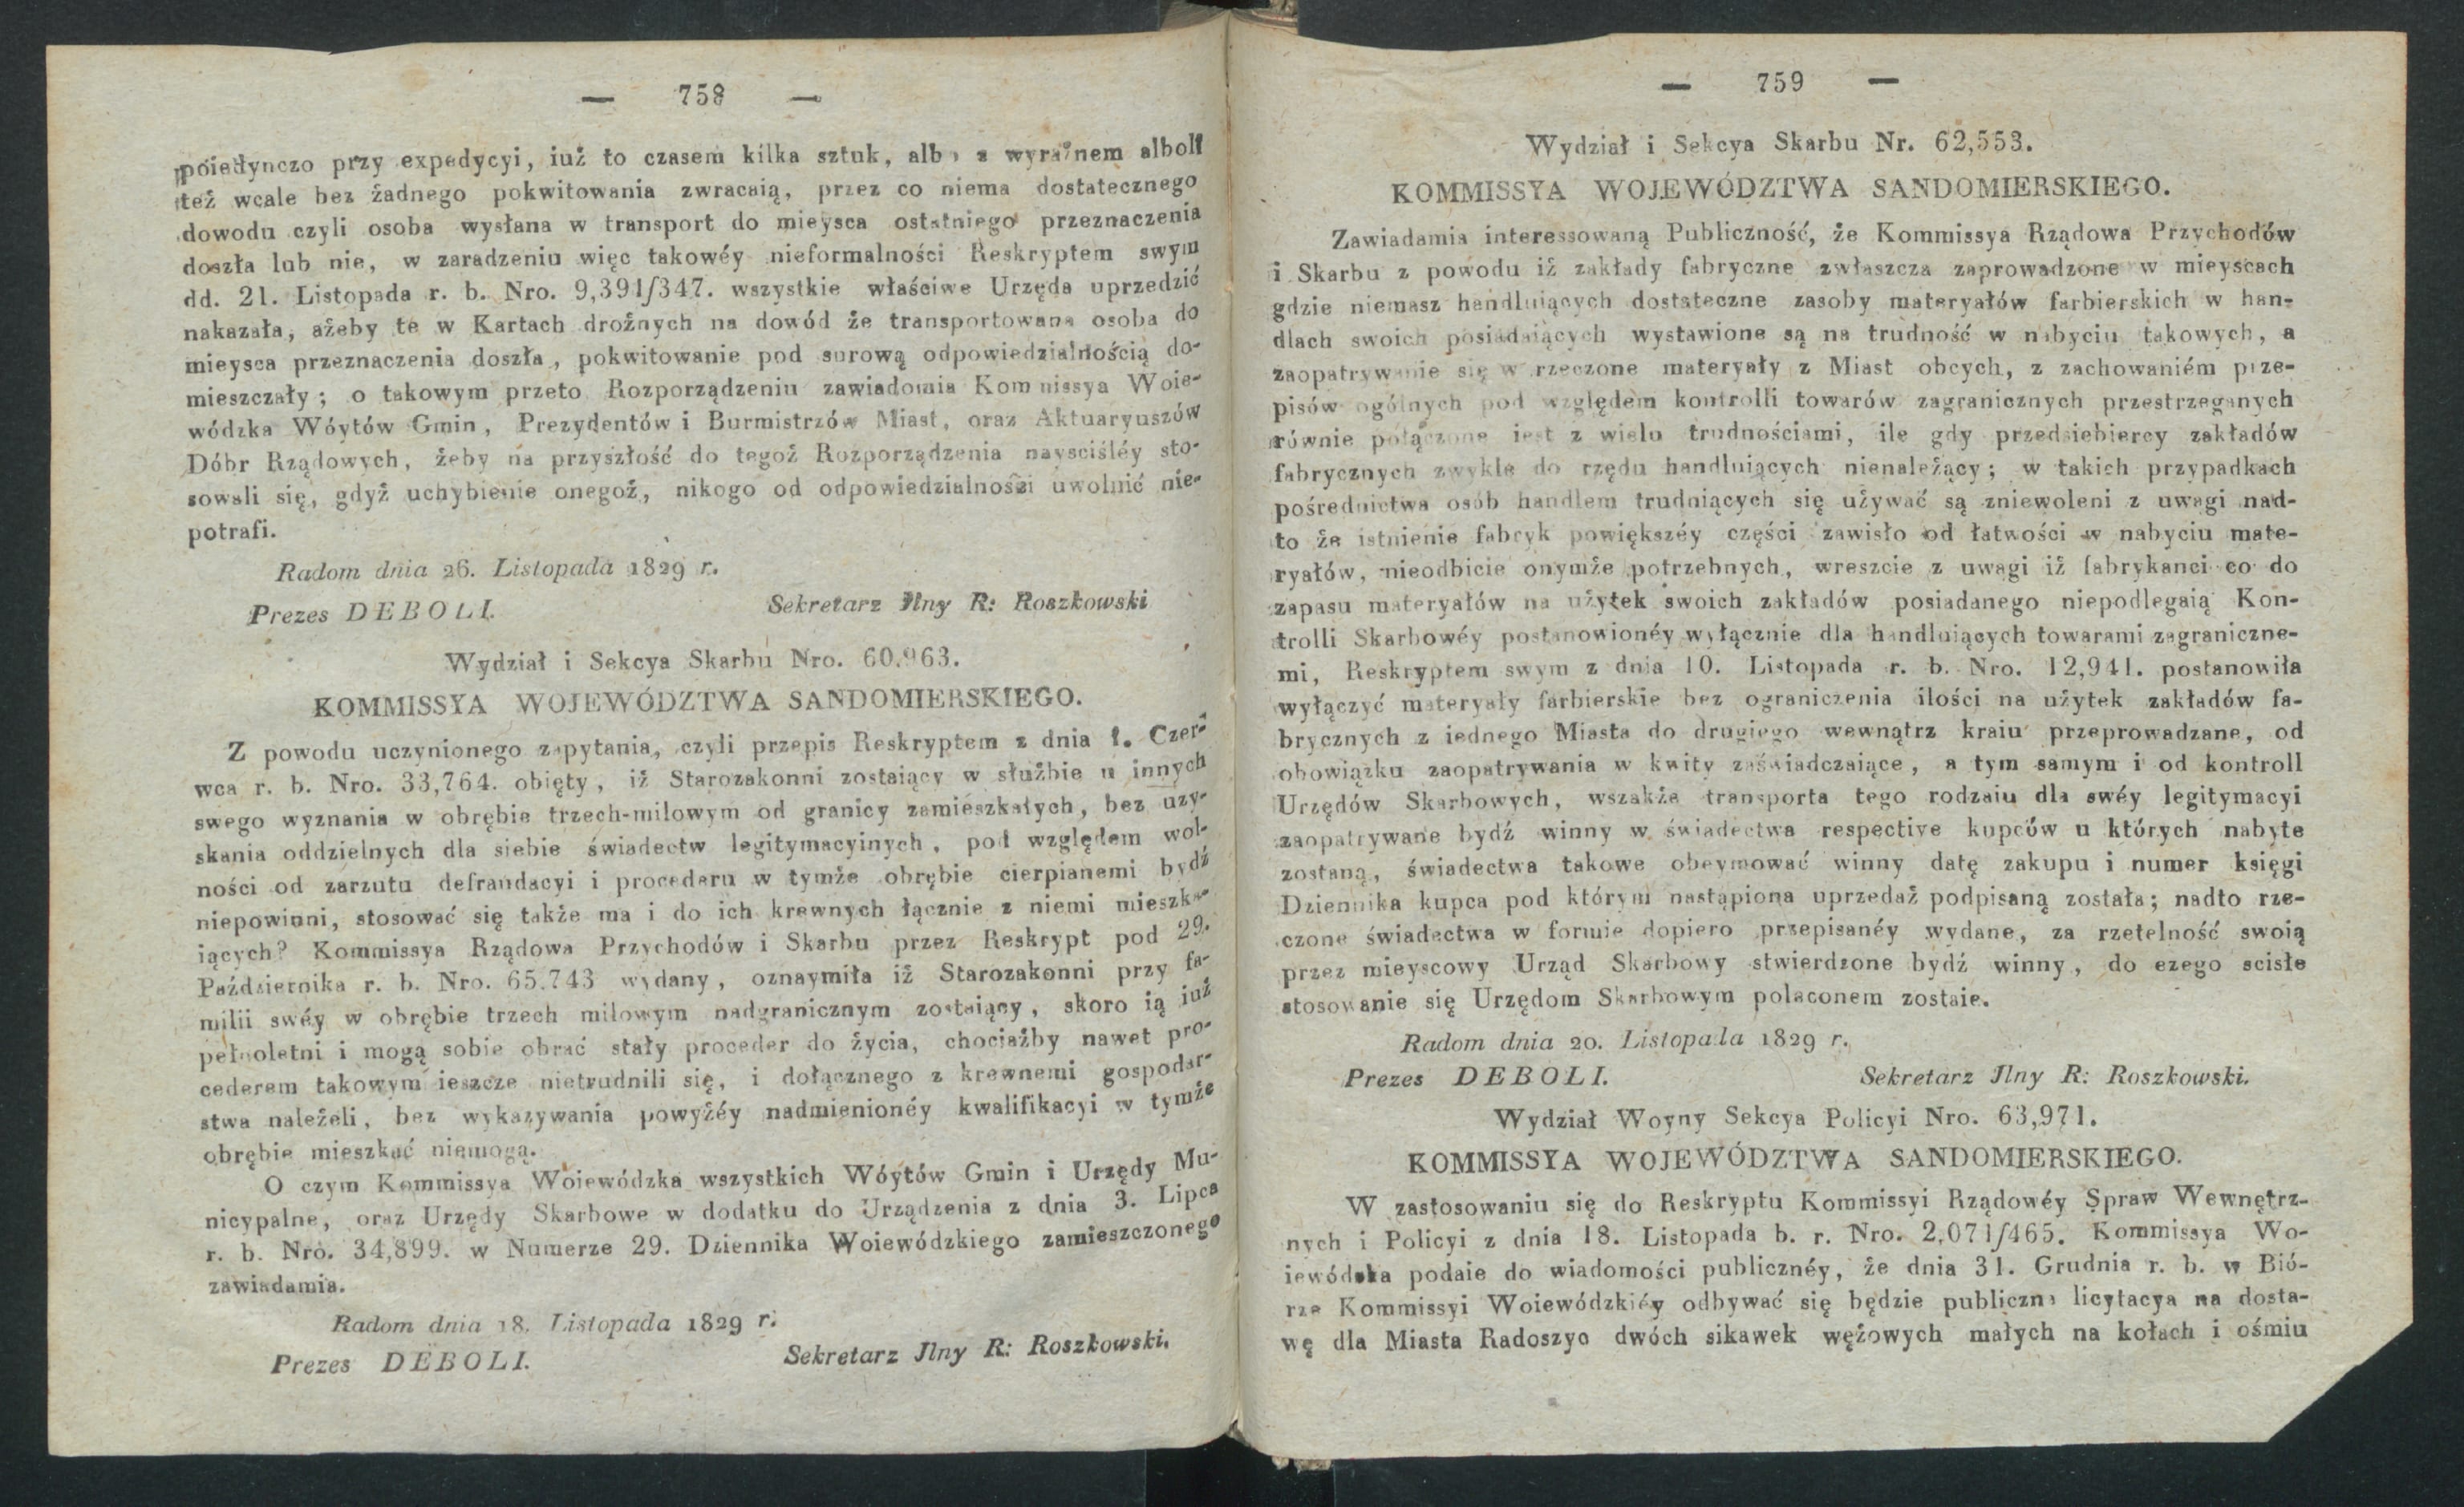 — 758 —
poiedynczo przy expedycyi, iuż to czasem kilka sztuk, albo z wyraźnem
też wcale bez żadnego pokwitowania zwracaią, przez co niema dostatecznego
dowodu czyli osoba wysłana w transport do mieysca ostatniego przeznaczenia
doszła lub nie, w zaradzeniu więc takowéy nieformalności Reskryptem swym
dd. 21. Listopada r. b. Nro. 9,391/347. wszystkie właściwe Urzęda uprzedzić
nakazała, ażeby te w Kartach drożnych na dowód że transportowana osoba do
mieysca przeznaczenia doszła, pokwitowanie pod surową odpowiedzialnością do-
mieszczały; o takowym przeto Rozporządzeniu zawiadomia Kommissya Woie-
wódzka Wóytów Gmin, Prezydentów i Burmistrzów Miast, oraz Aktuaryuszów
Dóbr Rządowych, żeby na przyszłość do tegoż Rozporządzenia nayściśléy sto-
sowali się, gdyż uchybienie onegoż, nikogo od odpowiedzialności uwolnić nie-
potrafi.
Radom dnia 26. Listopada 1829 r.
Prezes DEBOLI. Sekretarz Jlny R: Roszkowski
Wydział i Sekcya Skarbu Nro. 60,963.
KOMMISSYA WOJEWÓDZTWA SANDOMIERSKIEGO.
Z powodu uczynionego zapytania, czyli przepis Reskryptem z dnia 1. Czer-
wca r. b. Nro. 33,764. obięty, iż Starozakonni zostaiący w służbie u innych
swego wyznania w obrębie trzech-milowym od granicy zamieszkałych, bez uzy-
skania oddzielnych dla siebie świadectw legitymacyinych, pod względem wol-
ności od zarzutu defraudacyi i procederu w tymże obrębie cierpianemi bydź
niepowinni, stosować się także ma i do ich krewnych łącznie z niemi mieszka-
iących? Kommissya Rządowa Przychodów i Skarbu przez Reskrypt pod 29.
Października r. b. Nro. 65.743 wydany, oznaymiła iż Starozakonni przy fa-
milii swéy w obrębie trzech milowym nadgranicznym zostaiący, skoro ią iuż
pełnoletni i mogą sobie obrać stały proceder do życia, chociażby nawet pro-
cederem takowym ieszcze nietrudnili się, i dołącznego z krewnemi gospodar-
stwa należeli, bez wykazywania powyżéy nadmienionéy kwalifikacyi w tymże
obrębie mieszkać niemogą.
O czym Kommissya Woiewódzka wszystkich Wóytów Gmin i Urzędy Mu-
nicypalne, oraz Urzędy Skarbowe w dodatku do Urządzenia z dnia 3. Lipca
r. b. Nro. 34,899. w Numerze 29. Dziennika Woiewódzkiego zamieszczonego
zawiadamia.
Radom dnia 18. Listopada 1829 r.
Prezes DEBOLI. Sekretarz Jlny R: Roszkowski.
— 759 —
Wydział i Sekcya Skarbu Nr. 62,553.
KOMMISSYA WOJEWÓDZTWA SANDOMIERSKIEGO.
Zawiadamia interessowaną Publiczność, że Kommissya Rządowa Przychodów
i Skarbu z powodu iż zakłady fabryczne zwłaszcza zaprowadzone w mieyscach
gdzie niemasz handluiących dostateczne zasoby materyałów farbierskich w han-
dlach swoich posiadaiących wystawione są na trudność w nabyciu takowych, a
zaopatrywanie się w rzeczone materyały z Miast obcych, z zachowaniém prze-
pisów ogólnych pod względem kontrolli towarów zagranicznych przestrzeganych
równie połączone iest z wielu trudnościami, ile gdy przedsiebiercy zakładów
fabrycznych zwykle do rzędu handluiących nienależący; w takich przypadkach
pośrednictwa osób handlem trudniących się używać są zniewoleni z uwagi nad-
to że istnienie fabryk powiększéy części zawisło od łatwości w nabyciu mate-
ryałów, nieodbicie onymże potrzebnych, wreszcie z uwagi iż fabrykanci co do
zapasu materyałów na użytek swoich zakładów posiadanego niepodlegaią Kon-
trolli Skarbowéy postanowionéy wyłącznie dla handluiących towarami zagraniczne-
mi, Reskryptem swym z dnia 10. Listopada r. b. Nro. 12,941. postanowiła
wyłączyć materyały farbierskie bez ograniczenia ilości na użytek zakładów fa-
brycznych z iednego Miasta do drugiego wewnątrz kraiu przeprowadzane, od
obowiązku zaopatrywania w kwity zaświadczaiące, a tym samym i od kontroll
Urzędów Skarbowych, wszakże transporta tego rodzaiu dla swéy legitymacyi
zaopatrywane bydź winny w świadectwa respective kupców u których nabyte
zostaną, świadectwa takowe obeymować winny datę zakupu i numer księgi
Dziennika kupca pod którym nastąpiona uprzedaż podpisaną została; nadto rze-
czone świadectwa w formie dopiero przepisanéy wydane, za rzetelność swoią
przez mieyscowy Urząd Skarbowy stwierdzone bydź winny, do czego scisłe
stosowanie się Urzędom Skarbowym polaconem zostaie.
Radom dnia 20. Listopada 1829 r.
Prezes DEBOLI. Sekretarz Jlny R: Roszkowski.
Wydział Woyny Sekcya Policyi Nro. 63,971.
KOMMISSYA WOJEWÓDZTWA SANDOMIERSKIEGO.
W zastosowaniu się do Reskryptu Kommissyi Rządowéy Spraw Wewnętrz-
nych i Policyi z dnia 18. Listopada b. r. Nro. 2,071/465. Kommissya Wo-
iewódzka podaie do wiadomości publicznéy, że dnia 31. Grudnia r. b. w Bió-
rze Kommissyi Woiewódzkiéy odbywać się będzie publiczna licytacya na dosta-
wę dla Miasta Radoszyc dwóch sikawek wężowych małych na kołach i ośmiu